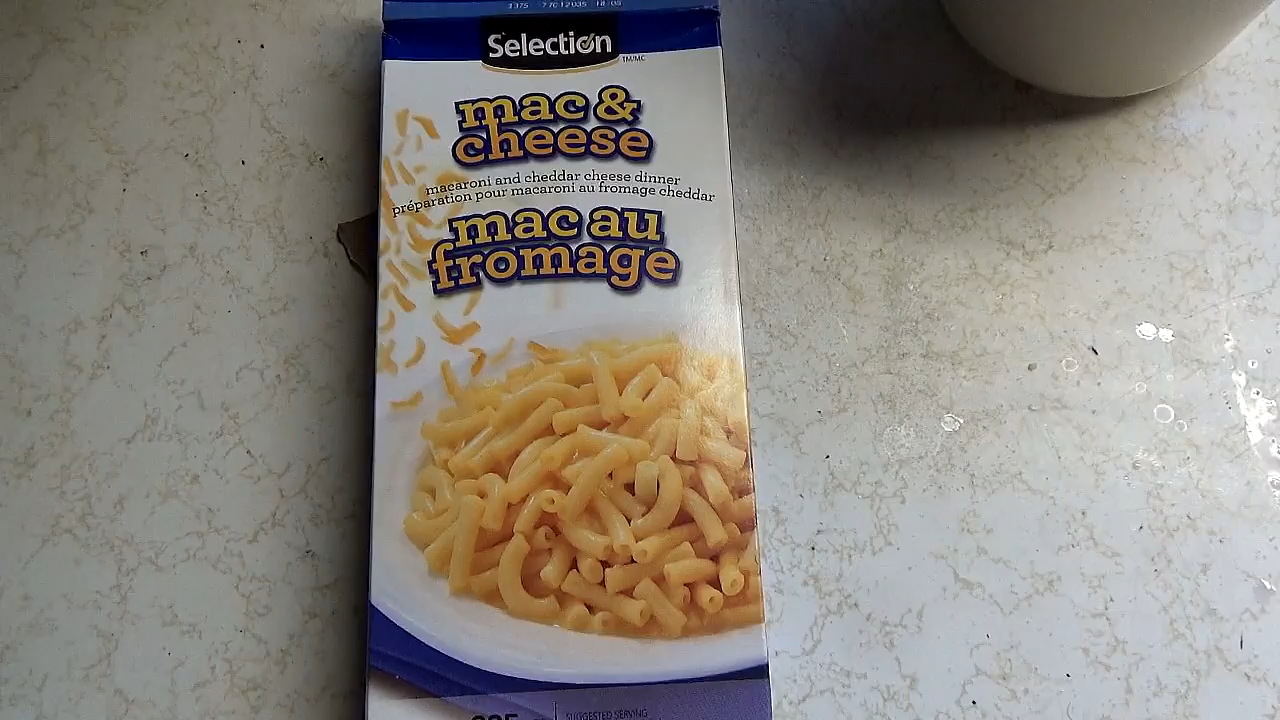 Selection
TM/MC
mac &
cheese
macaroni and cheddar cheese dinner
préparation pour macaroni au fromage cheddar
mac au
fromage
SUGGESTED SERVING